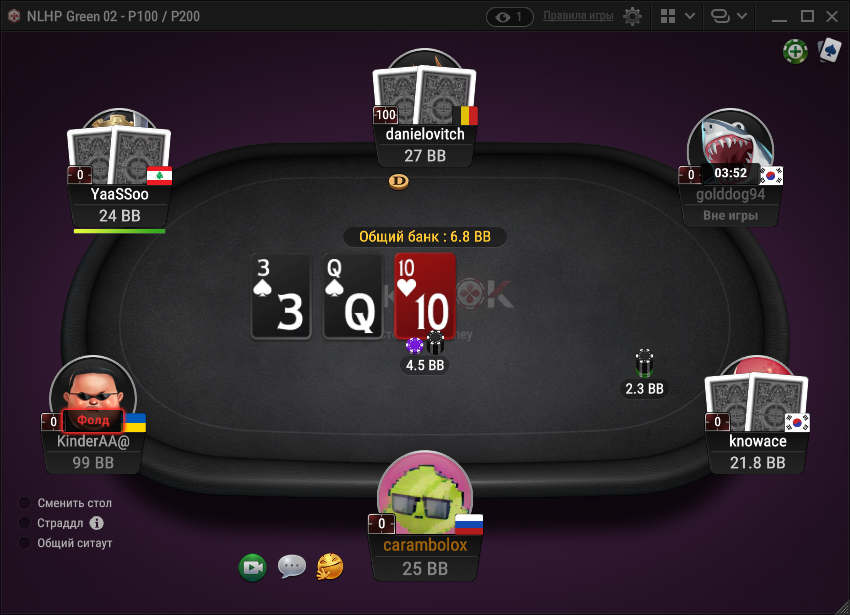 NLHP Green 02 - P100 / P200
1
Правила игры
-100
danielovitch
27 BB
0
YaaSSoo
24 BB
0
03:52
golddog94
Вне игры
D
Общий банк : 6.8 BB
3
3
Q
Q
10
10
K
4.5 BB
2.3 BB
0
Фолд
KinderAA@
99 BB
0
knowace
21.8 BB
0
carambolox
25 BB
Сменить стол
Страддл i
Общий ситаут